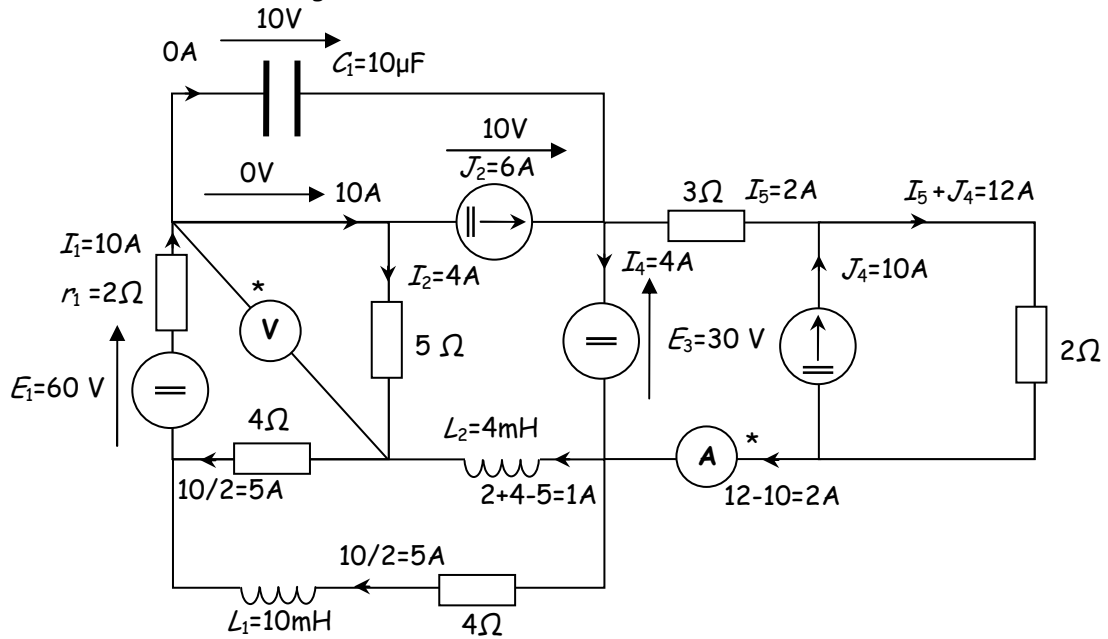 10V
0A
C₁=10µF
10V
0V
J₂=6A
10A
3Ω
I₅=2A
I₅+J₄=12A
I₁=10A
I₂=4A
I₄=4A
J₄=10A
r₁ =2Ω
*
V
5 Ω
E₃=30 V
2Ω
E₁=60 V
4Ω
L₂=4mH
A
*
10/2=5A
2+4-5=1A
12-10=2A
10/2=5A
L₁=10mH
4Ω